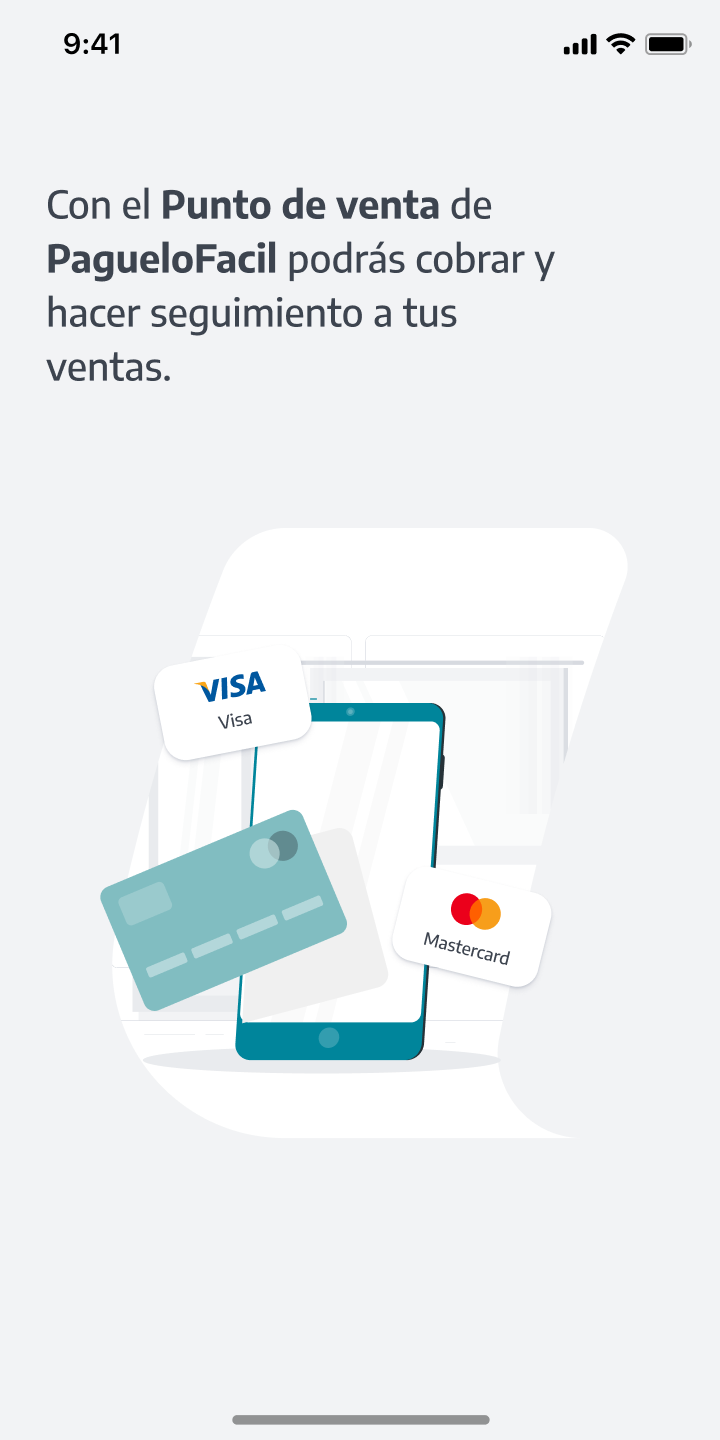 9:41
Con el Punto de venta de
PagueloFacil podrás cobrar y
hacer seguimiento a tus
ventas.
VISA
Visa
Mastercard